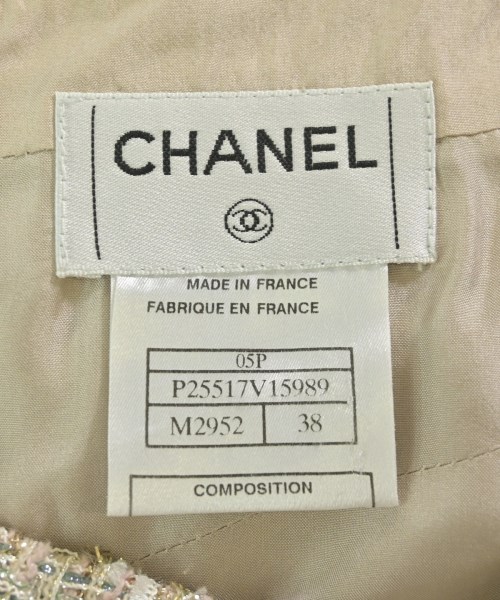 CHANEL
MADE IN FRANCE
FABRIQUE EN FRANCE
05P
P25517V15989
M2952 38
COMPOSITION